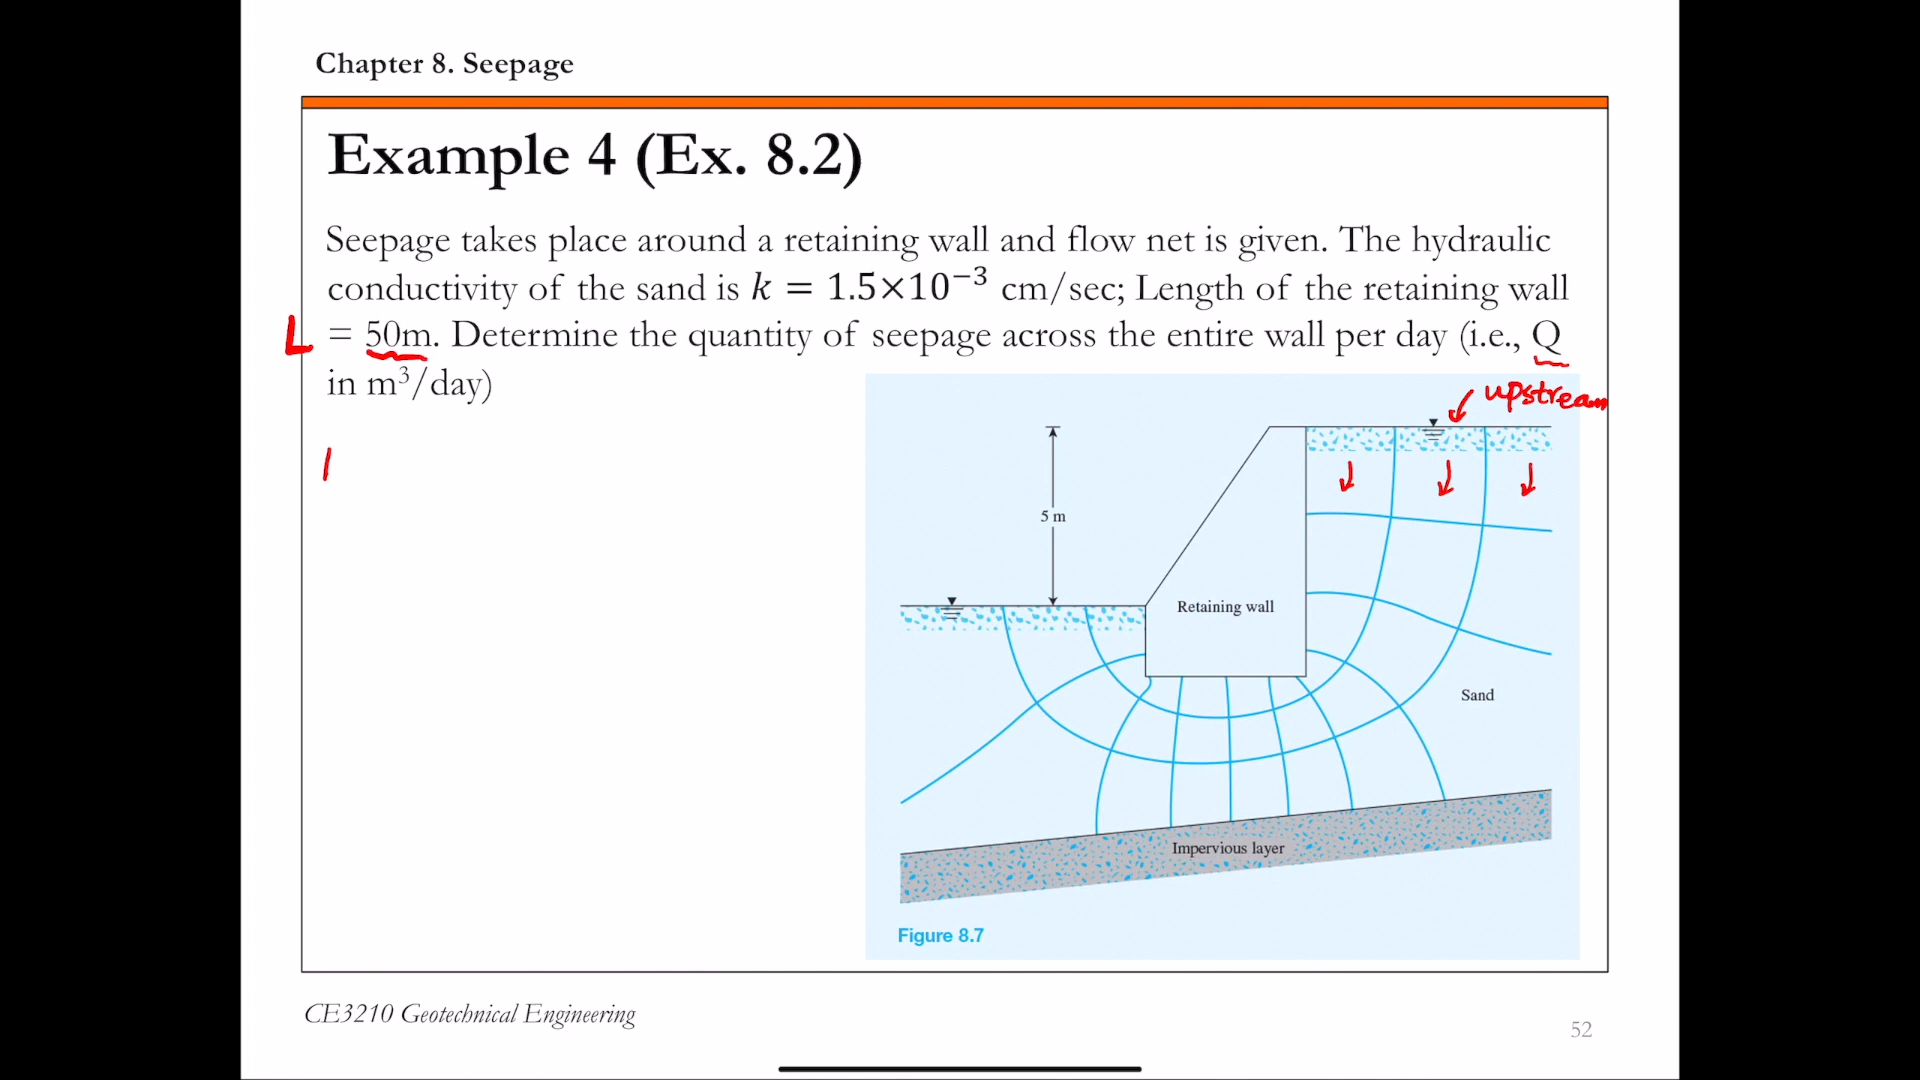 Chapter 8. Seepage
Example 4 (Ex. 8.2)
Seepage takes place around a retaining wall and flow net is given. The hydraulic
conductivity of the sand is k = 1.5×10⁻³ cm/sec; Length of the retaining wall
L = 50m. Determine the quantity of seepage across the entire wall per day (i.e., Q
in m³/day)
upstream
5 m
Retaining wall
Sand
Impervious layer
Figure 8.7
CE3210 Geotechnical Engineering
52